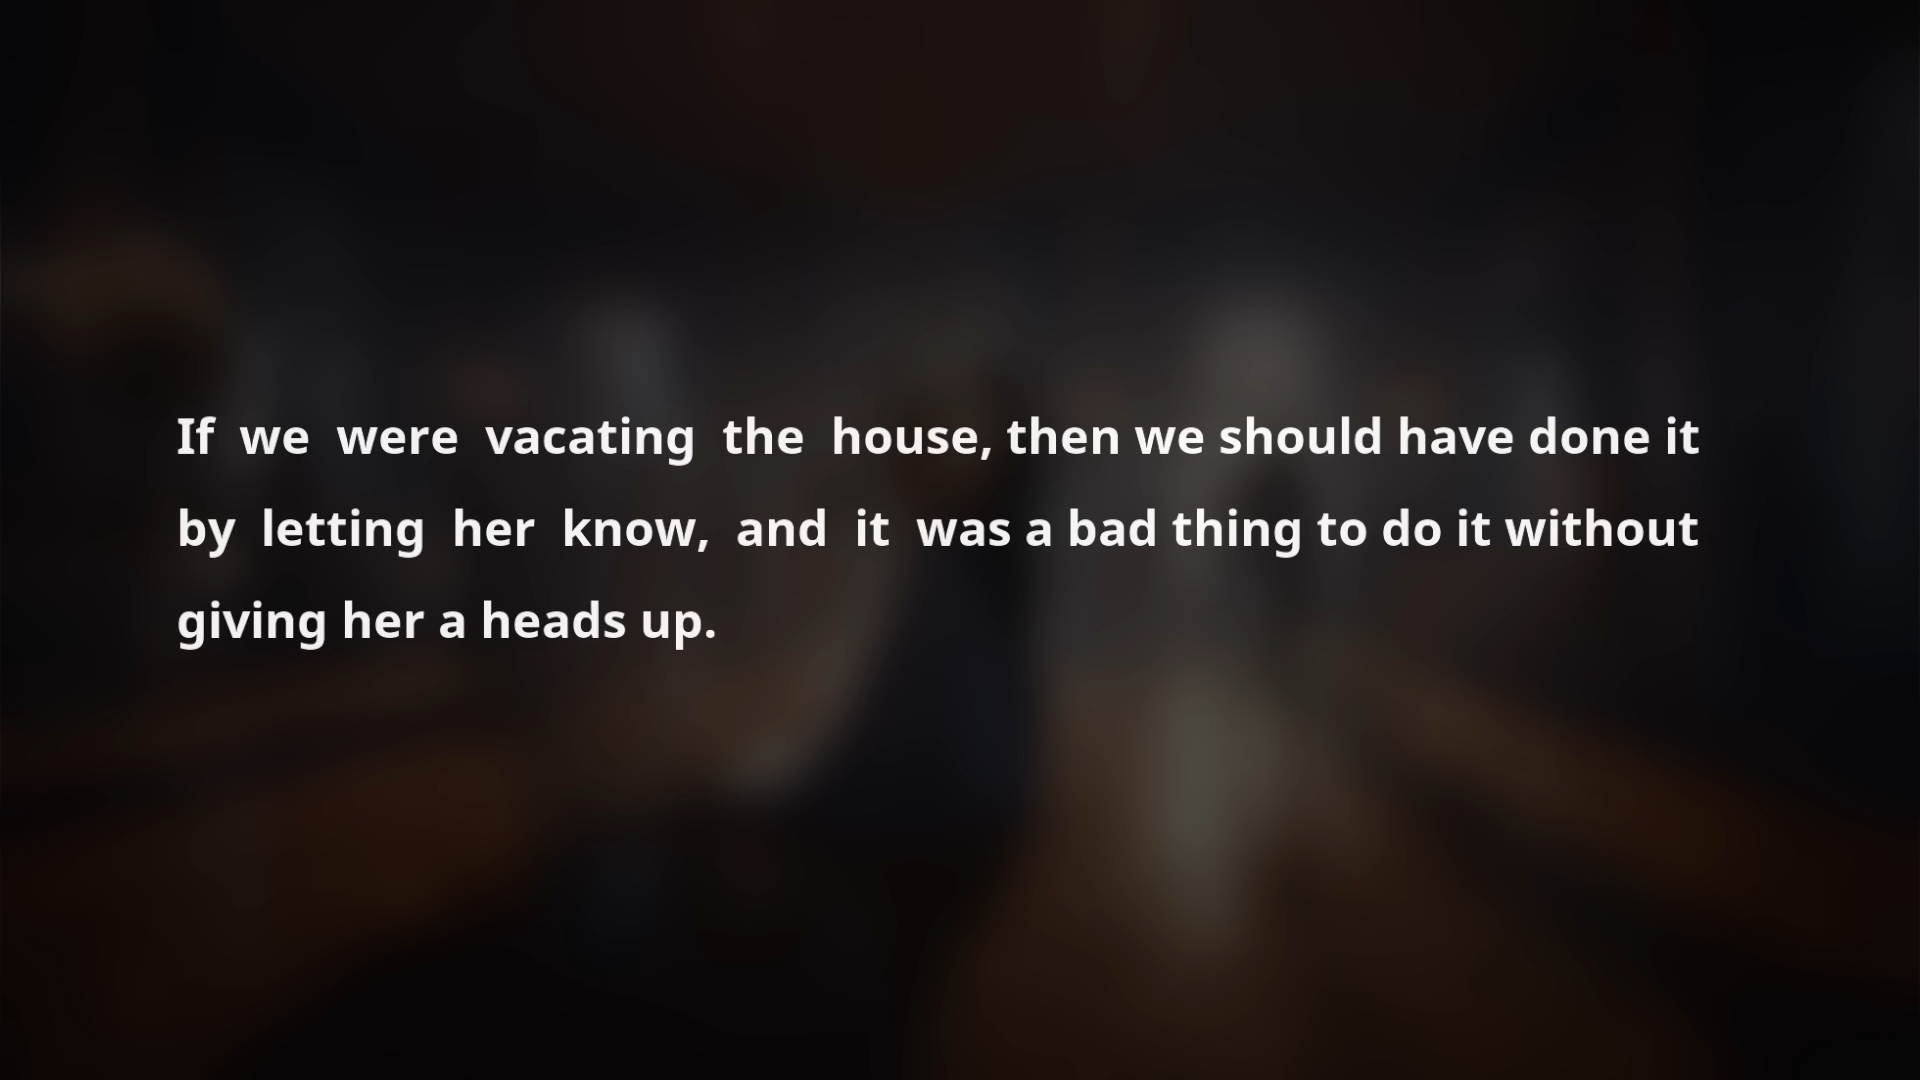 If we were vacating the house, then we should have done it
by letting her know, and it was a bad thing to do it without
giving her a heads up.